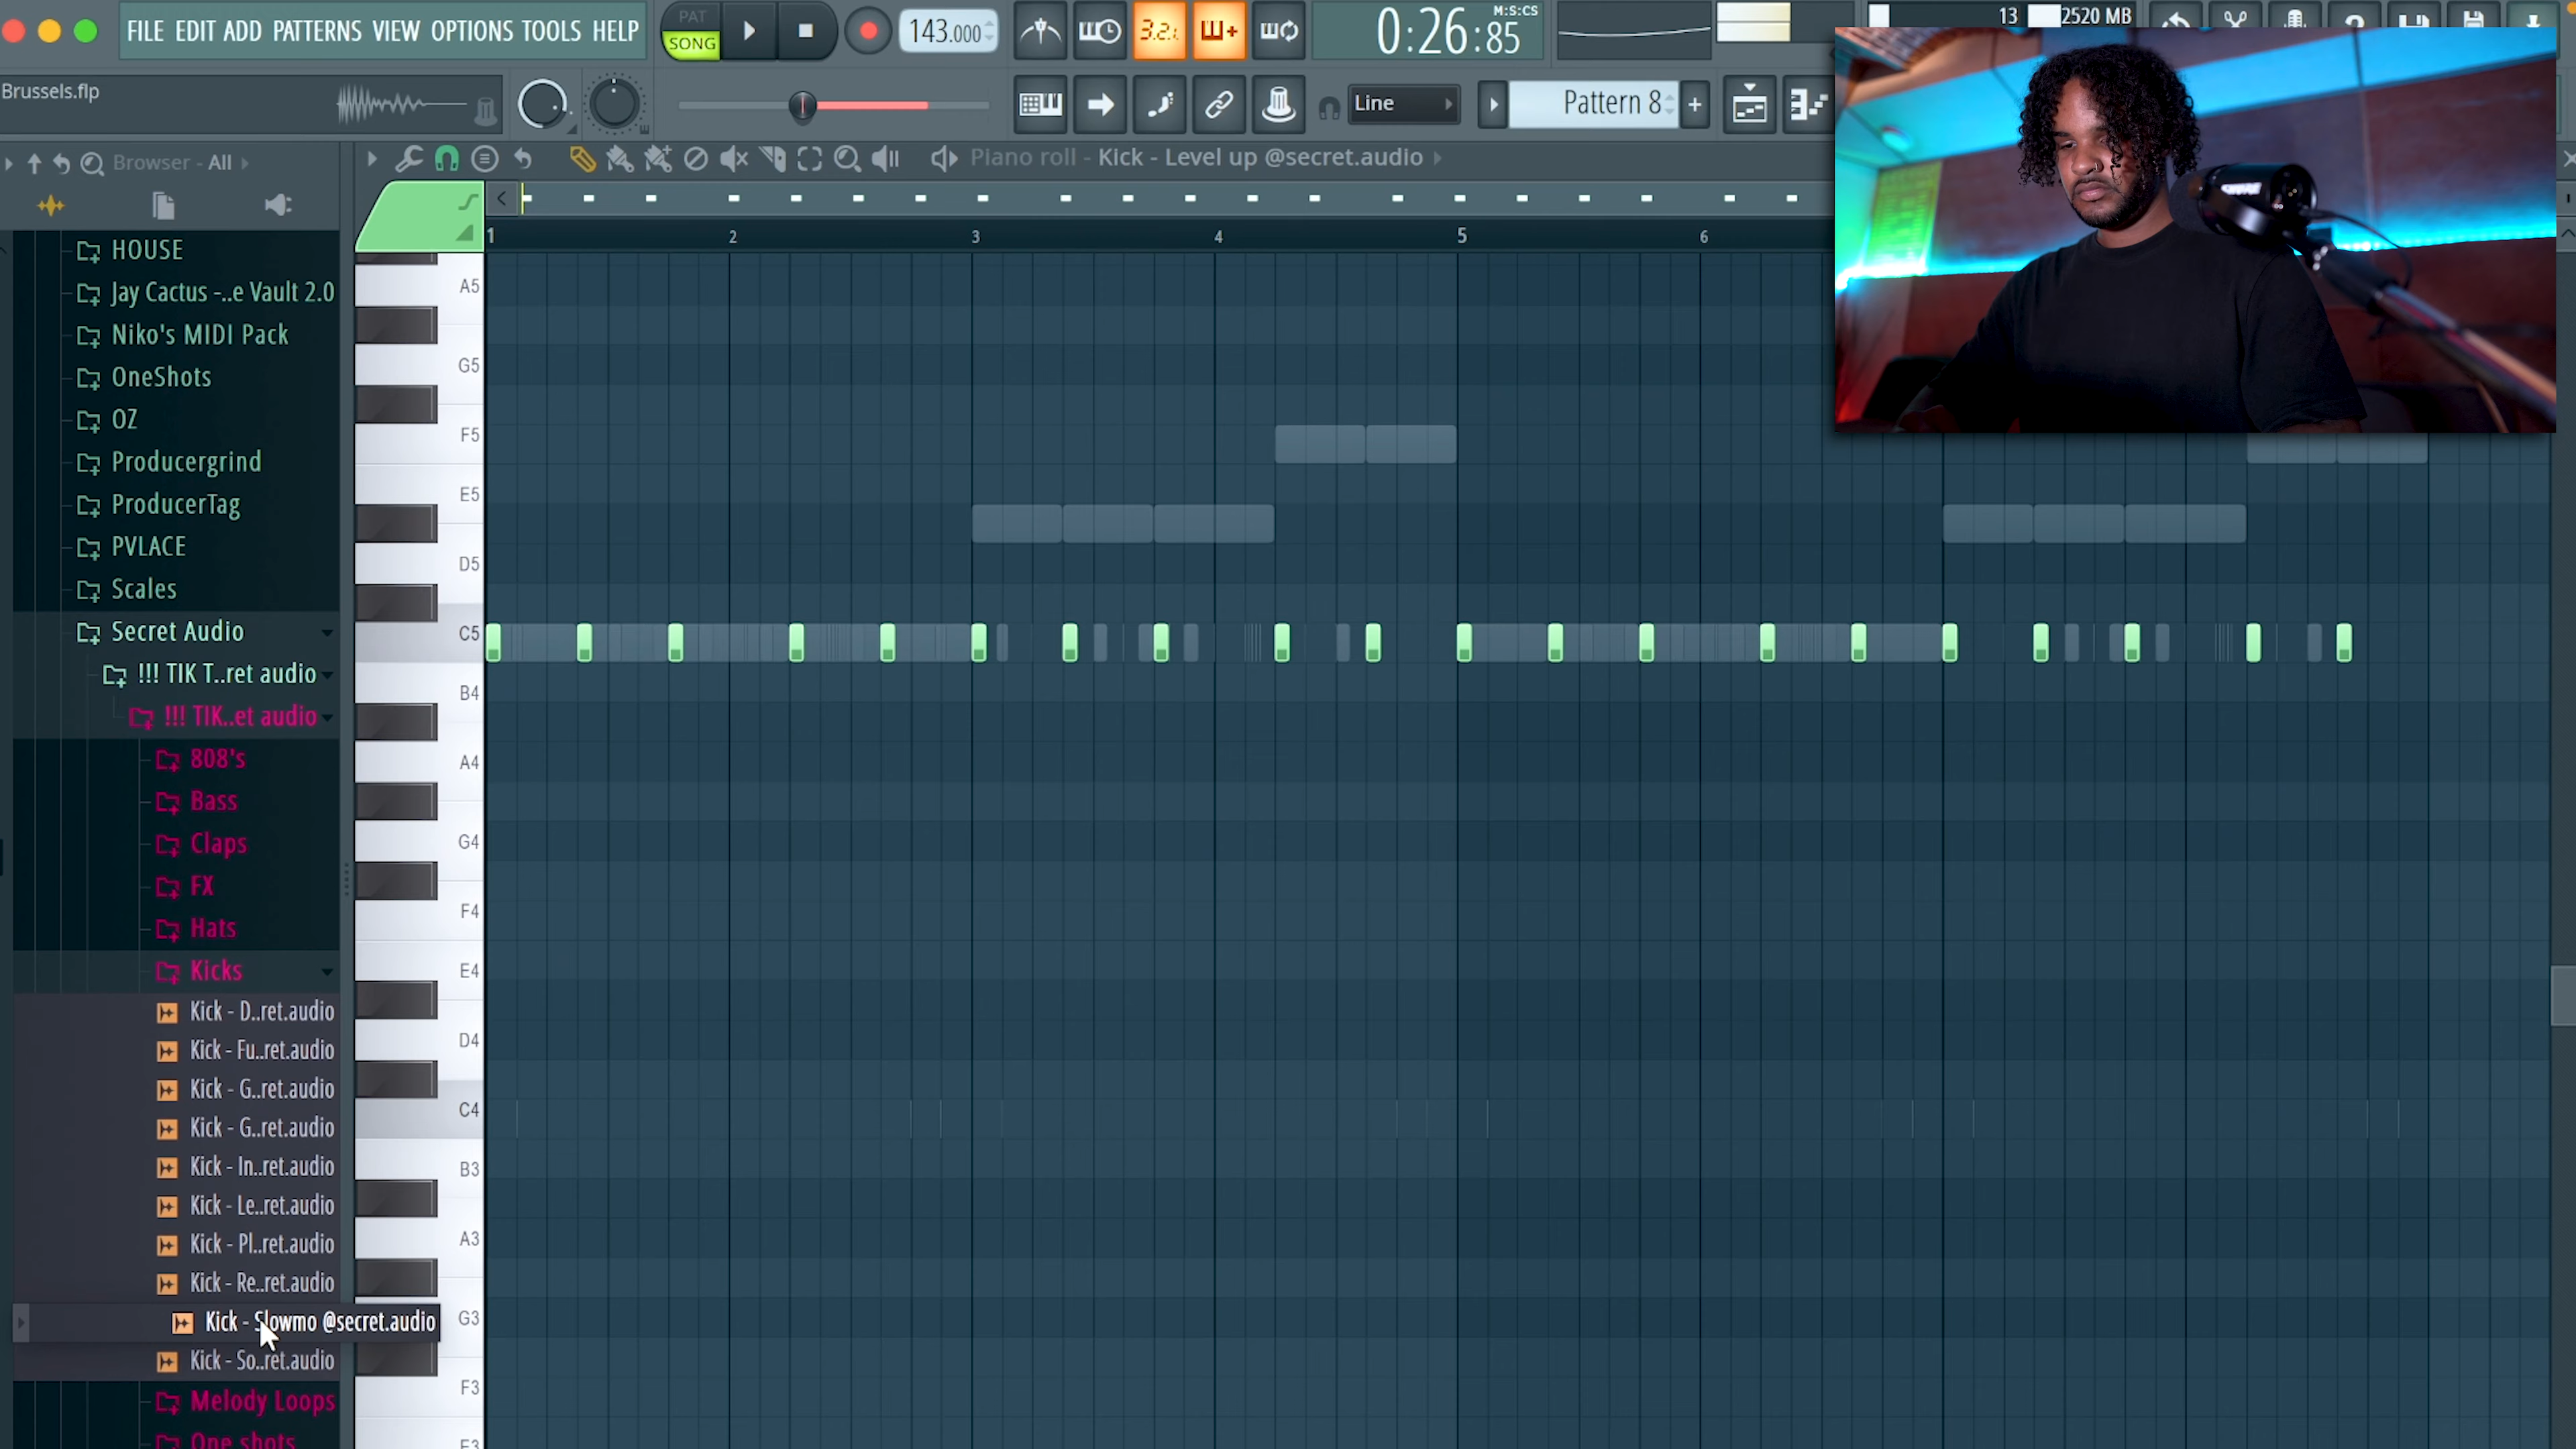 FILE EDIT ADD PATTERNS VIEW OPTIONS TOOLS HELP
PAT
SONG
143.000
3.2.
0:26:85
M:S:CS
13
2520 MB
Brussels.flp
Line
Pattern 8
Browser - All
Piano roll - Kick - Level up @secret.audio
1
2
3
4
5
6
HOUSE
Jay Cactus -..e Vault 2.0
Niko's MIDI Pack
OneShots
OZ
Producergrind
ProducerTag
PVLACE
Scales
Secret Audio
!!! TIK T..ret audio
!!! TIK..et audio
808's
Bass
Claps
FX
Hats
Kicks
Kick - D..ret.audio
Kick - Fu..ret.audio
Kick - G..ret.audio
Kick - G..ret.audio
Kick - In..ret.audio
Kick - Le..ret.audio
Kick - Pl..ret.audio
Kick - Re..ret.audio
Kick - Slowmo @secret.audio
Kick - So..ret.audio
Melody Loops
One shots
A5
G5
F5
E5
D5
C5
B4
A4
G4
F4
E4
D4
C4
B3
A3
G3
F3
E3
SHURE